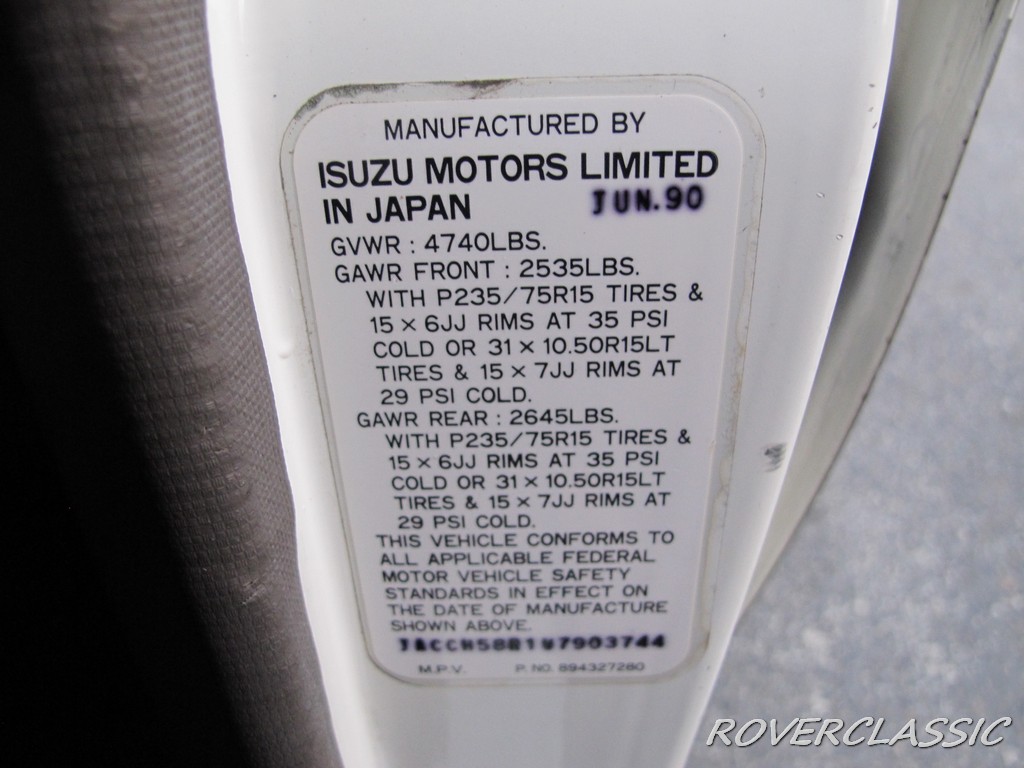 MANUFACTURED BY
ISUZU MOTORS LIMITED
IN JAPAN JUN.90
GVWR : 4740LBS.
GAWR FRONT : 2535LBS.
WITH P235/75R15 TIRES &
15 × 6JJ RIMS AT 35 PSI
COLD OR 31 × 10.50R15LT
TIRES & 15 × 7JJ RIMS AT
29 PSI COLD.
GAWR REAR : 2645LBS.
WITH P235/75R15 TIRES &
15 × 6JJ RIMS AT 35 PSI
COLD OR 31 × 10.50R15LT
TIRES & 15 × 7JJ RIMS AT
29 PSI COLD.
THIS VEHICLE CONFORMS TO
ALL APPLICABLE FEDERAL
MOTOR VEHICLE SAFETY
STANDARDS IN EFFECT ON
THE DATE OF MANUFACTURE
SHOWN ABOVE.
M.P.V. P. NO. 894327280
ROVERCLASSIC